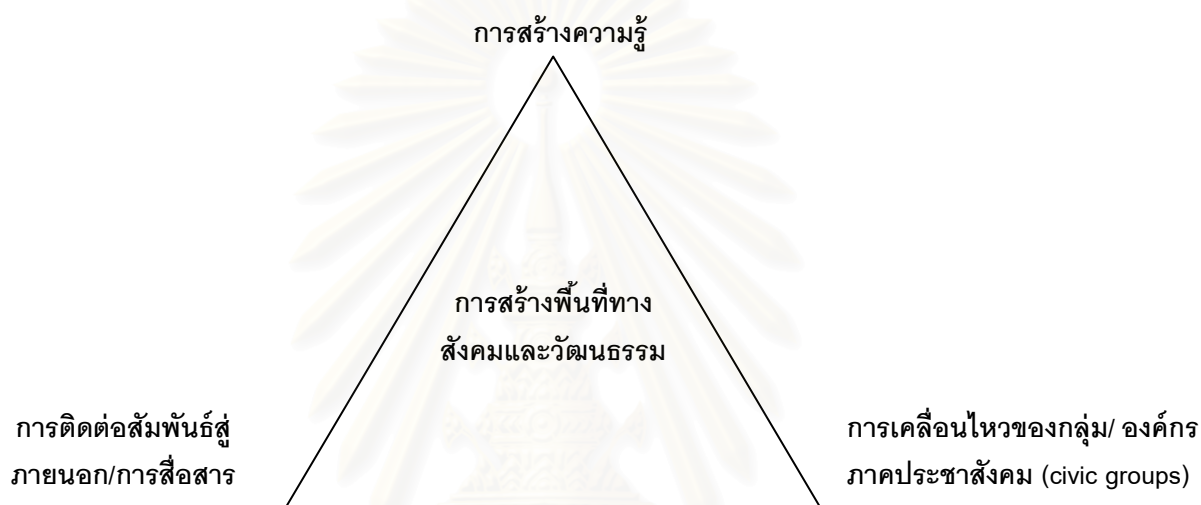 การสร้างความรู้
การสร้างพื้นที่ทาง
สังคมและวัฒนธรรม
การติดต่อสัมพันธ์สู่
ภายนอก/การสื่อสาร
การเคลื่อนไหวของกลุ่ม/ องค์กร
ภาคประชาสังคม (civic groups)